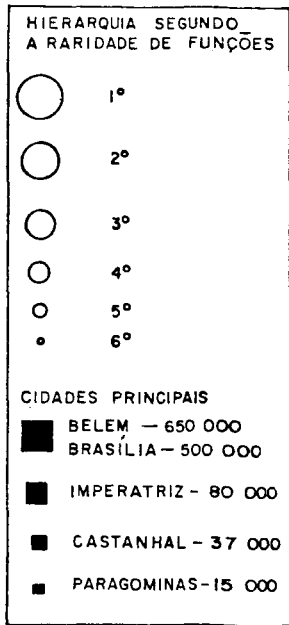 HIERARQUIA SEGUNDO
A RARIDADE DE FUNÇÕES
1º
2º
3º
4º
5º
6º
CIDADES PRINCIPAIS
BELEM — 650 000
BRASÍLIA — 500 000
IMPERATRIZ - 80 000
CASTANHAL - 37 000
PARAGOMINAS - 15 000